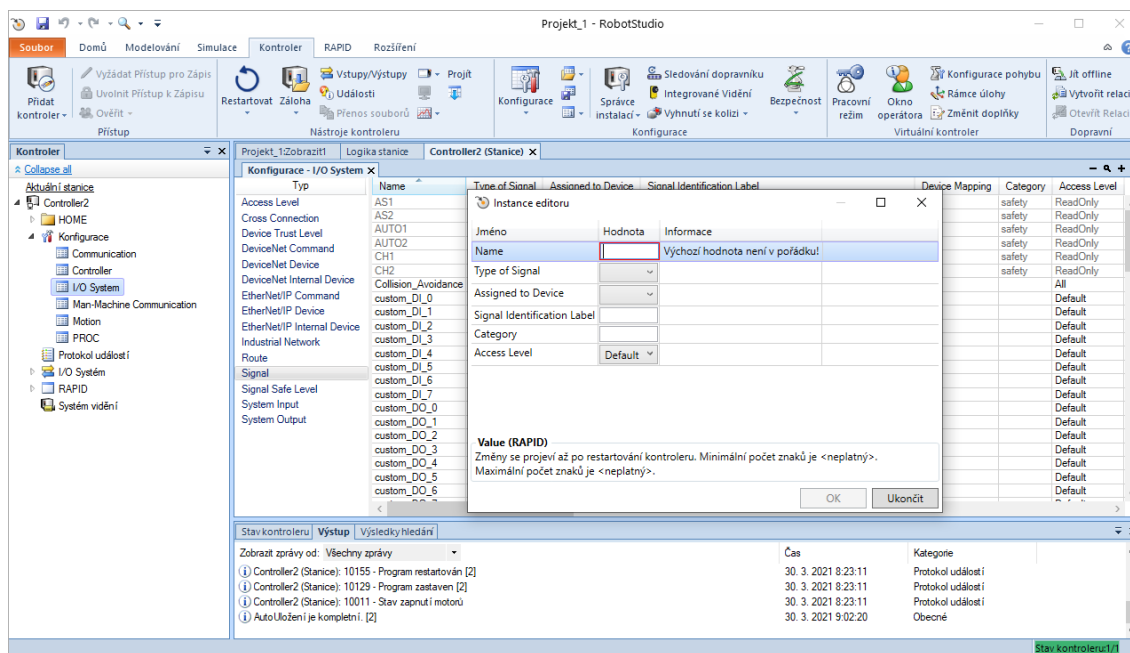 Projekt_1 - RobotStudio
Soubor Domů Modelování Simulace Kontroler RAPID Rozšíření
Přidat kontroler
Vyžádat Přístup pro Zápis
Uvolnit Přístup k Zápisu
Ověřit
Přístup
Restartovat Záloha
Vstupy/Výstupy
Události
Přenos souborů
Projít
Nástroje kontroleru
Konfigurace
Správce instalací
Sledování dopravníku
Integrované Vidění
Vyhnutí se kolizi
Bezpečnost
Konfigurace
Pracovní režim
Okno operátora
Konfigurace pohybu
Rámce úlohy
Změnit doplňky
Virtuální kontroler
Jít offline
Vytvořit relaci
Otevřít Relaci
Dopravní
Kontroler
Collapse all
Aktuální stanice
Controller2
HOME
Konfigurace
Communication
Controller
I/O System
Man-Machine Communication
Motion
PROC
Protokol událostí
I/O Systém
RAPID
Systém vidění
Projekt_1:Zobrazit1 Logika stanice Controller2 (Stanice) X
Konfigurace - I/O System X
Typ
Access Level
Cross Connection
Device Trust Level
DeviceNet Command
DeviceNet Device
DeviceNet Internal Device
EtherNet/IP Command
EtherNet/IP Device
EtherNet/IP Internal Device
Industrial Network
Route
Signal
Signal Safe Level
System Input
System Output
Name Type of Signal Assigned to Device Signal Identification Label Device Mapping Category Access Level
AS1 safety ReadOnly
AS2 safety ReadOnly
AUTO1 safety ReadOnly
AUTO2 safety ReadOnly
CH1 safety ReadOnly
CH2 safety ReadOnly
Collision_Avoidance All
custom_DI_0 Default
custom_DI_1 Default
custom_DI_2 Default
custom_DI_3 Default
custom_DI_4 Default
custom_DI_5 Default
custom_DI_6 Default
custom_DI_7 Default
custom_DO_0 Default
custom_DO_1 Default
custom_DO_2 Default
custom_DO_3 Default
custom_DO_4 Default
custom_DO_5 Default
custom_DO_6 Default
Instance editoru
Jméno Hodnota Informace
Name Výchozí hodnota není v pořádku!
Type of Signal
Assigned to Device
Signal Identification Label
Category
Access Level Default
Value (RAPID)
Změny se projeví až po restartování kontroleru. Minimální počet znaků je <neplatný>.
Maximální počet znaků je <neplatný>.
OK Ukončit
Stav kontroleru Výstup Výsledky hledání
Zobrazit zprávy od: Všechny zprávy Čas Kategorie
Controller2 (Stanice): 10155 - Program restartován [2] 30. 3. 2021 8:23:11 Protokol událostí
Controller2 (Stanice): 10129 - Program zastaven [2] 30. 3. 2021 8:23:11 Protokol událostí
Controller2 (Stanice): 10011 - Stav zapnutí motorů 30. 3. 2021 8:23:11 Protokol událostí
AutoUložení je kompletní. [2] 30. 3. 2021 9:02:20 Obecné
Stav kontroleru:1/1